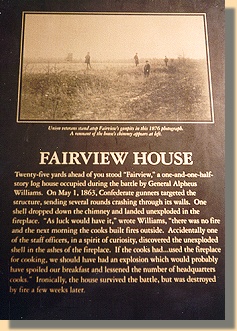 Union veterans stand atop Fairview's gunpits in this 1876 photograph.
A remnant of the house's chimney appears at left.
FAIRVIEW HOUSE
Twenty-five yards ahead of you stood "Fairview," a one-and-one-half-
story log house occupied during the battle by General Alpheus
Williams. On May 1, 1863, Confederate gunners targeted the
structure, sending several rounds crashing through its walls. One
shell dropped down the chimney and landed unexploded in the
fireplace. "As luck would have it," wrote Williams, "there was no fire
and the next morning the cooks built fires outside. Accidentally one
of the staff officers, in a spirit of curiosity, discovered the unexploded
shell in the ashes of the fireplace. If the cooks had...used the fireplace
for cooking, we should have had an explosion which would probably
have spoiled our breakfast and lessened the number of headquarters
cooks." Ironically, the house survived the battle, but was destroyed
by fire a few weeks later.